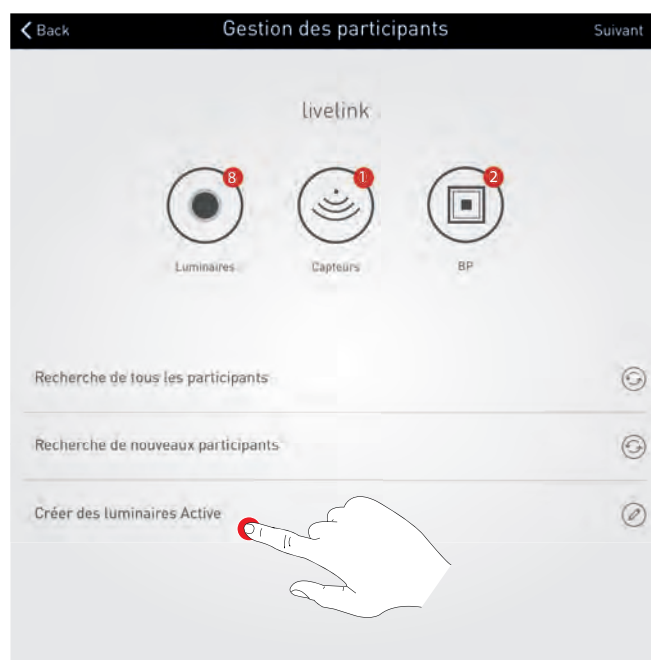 Back Gestion des participants Suivant
livelink
8 1 2
Luminaires Capteurs BP
Recherche de tous les participants
Recherche de nouveaux participants
Créer des luminaires Active